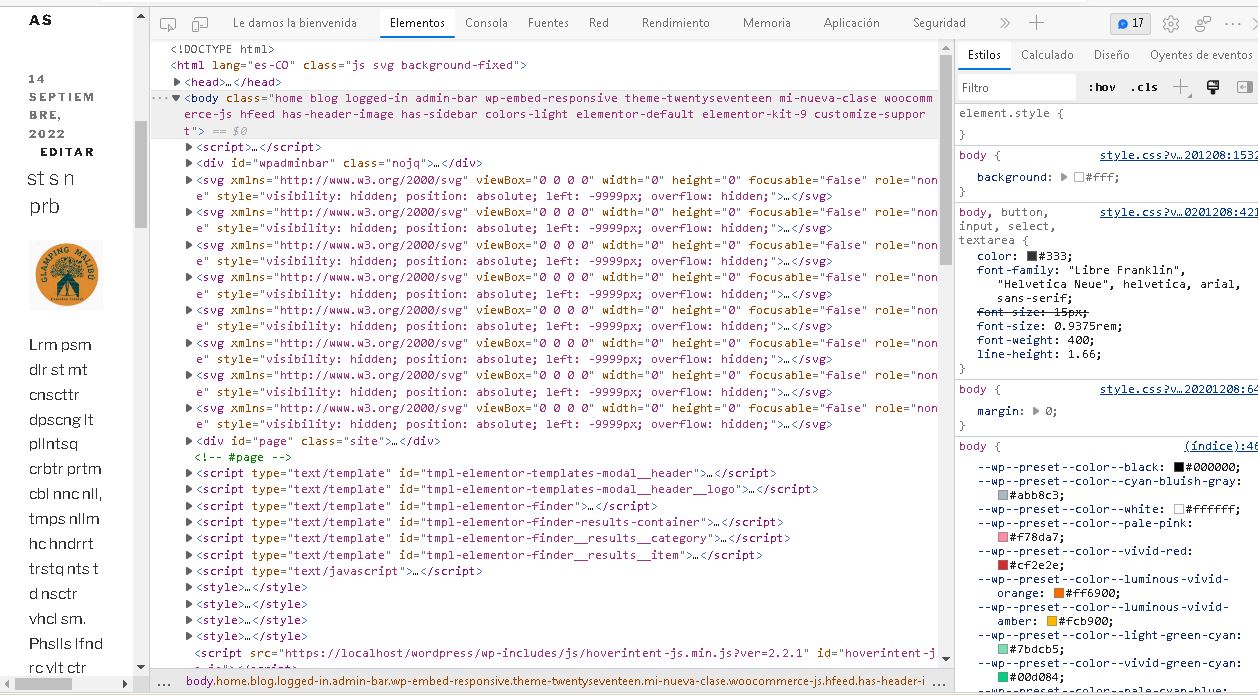 AS
14
SEPTIEM
BRE,
2022
EDITAR
st s n
prb
GLAMPING MALIBÚ
Lrm psm
dlr st mt
cnscttr
dpscng lt
pllntsq
crbtr prtm
cbl nnc nll,
tmps nllm
hc hndrrt
trstq nts t
d nsctr
vhcl sm.
Phslls lfnd
rc vlt ctr
Le damos la bienvenida Elementos Consola Fuentes Red Rendimiento Memoria Aplicación Seguridad 17
<!DOCTYPE html>
<html lang="es-CO" class="js svg background-fixed">
<head>…</head>
<body class="home blog logged-in admin-bar wp-embed-responsive theme-twentyseventeen mi-nueva-clase woocomm
erce-js hfeed has-header-image has-sidebar colors-light elementor-default elementor-kit-9 customize-suppor
t"> == $0
<script>…</script>
<div id="wpadminbar" class="nojq">…</div>
<svg xmlns="http://www.w3.org/2000/svg" viewBox="0 0 0 0" width="0" height="0" focusable="false" role="non
e" style="visibility: hidden; position: absolute; left: -9999px; overflow: hidden;">…</svg>
<svg xmlns="http://www.w3.org/2000/svg" viewBox="0 0 0 0" width="0" height="0" focusable="false" role="non
e" style="visibility: hidden; position: absolute; left: -9999px; overflow: hidden;">…</svg>
<svg xmlns="http://www.w3.org/2000/svg" viewBox="0 0 0 0" width="0" height="0" focusable="false" role="non
e" style="visibility: hidden; position: absolute; left: -9999px; overflow: hidden;">…</svg>
<svg xmlns="http://www.w3.org/2000/svg" viewBox="0 0 0 0" width="0" height="0" focusable="false" role="non
e" style="visibility: hidden; position: absolute; left: -9999px; overflow: hidden;">…</svg>
<svg xmlns="http://www.w3.org/2000/svg" viewBox="0 0 0 0" width="0" height="0" focusable="false" role="non
e" style="visibility: hidden; position: absolute; left: -9999px; overflow: hidden;">…</svg>
<svg xmlns="http://www.w3.org/2000/svg" viewBox="0 0 0 0" width="0" height="0" focusable="false" role="non
e" style="visibility: hidden; position: absolute; left: -9999px; overflow: hidden;">…</svg>
<svg xmlns="http://www.w3.org/2000/svg" viewBox="0 0 0 0" width="0" height="0" focusable="false" role="non
e" style="visibility: hidden; position: absolute; left: -9999px; overflow: hidden;">…</svg>
<svg xmlns="http://www.w3.org/2000/svg" viewBox="0 0 0 0" width="0" height="0" focusable="false" role="non
e" style="visibility: hidden; position: absolute; left: -9999px; overflow: hidden;">…</svg>
<div id="page" class="site">…</div>
<!-- #page -->
<script type="text/template" id="tmpl-elementor-templates-modal__header">…</script>
<script type="text/template" id="tmpl-elementor-templates-modal__header__logo">…</script>
<script type="text/template" id="tmpl-elementor-finder">…</script>
<script type="text/template" id="tmpl-elementor-finder-results-container">…</script>
<script type="text/template" id="tmpl-elementor-finder__results__category">…</script>
<script type="text/template" id="tmpl-elementor-finder__results__item">…</script>
<script type="text/javascript">…</script>
<style>…</style>
<style>…</style>
<style>…</style>
<style>…</style>
<script src="https://localhost/wordpress/wp-includes/js/hoverintent-js.min.js?ver=2.2.1" id="hoverintent-j
… body.home.blog.logged-in.admin-bar.wp-embed-responsive.theme-twentyseventeen.mi-nueva-clase.woocommerce-js.hfeed.has-header-i …
Estilos Calculado Diseño Oyentes de eventos
Filtro :hov .cls
element.style {
}
body { style.css?v…201208:1532
background: #fff;
}
body, button, style.css?v…0201208:421
input, select,
textarea {
color: #333;
font-family: "Libre Franklin",
"Helvetica Neue", helvetica, arial,
sans-serif;
font-size: 15px;
font-size: 0.9375rem;
font-weight: 400;
line-height: 1.66;
}
body { style.css?v…20201208:64
margin: 0;
}
body { (índice):46
--wp--preset--color--black: #000000;
--wp--preset--color--cyan-bluish-gray:
#abb8c3;
--wp--preset--color--white: #ffffff;
--wp--preset--color--pale-pink:
#f78da7;
--wp--preset--color--vivid-red:
#cf2e2e;
--wp--preset--color--luminous-vivid-
orange: #ff6900;
--wp--preset--color--luminous-vivid-
amber: #fcb900;
--wp--preset--color--light-green-cyan:
#7bdcb5;
--wp--preset--color--vivid-green-cyan:
#00d084;
--wp--preset--color--pale-cyan-blue: